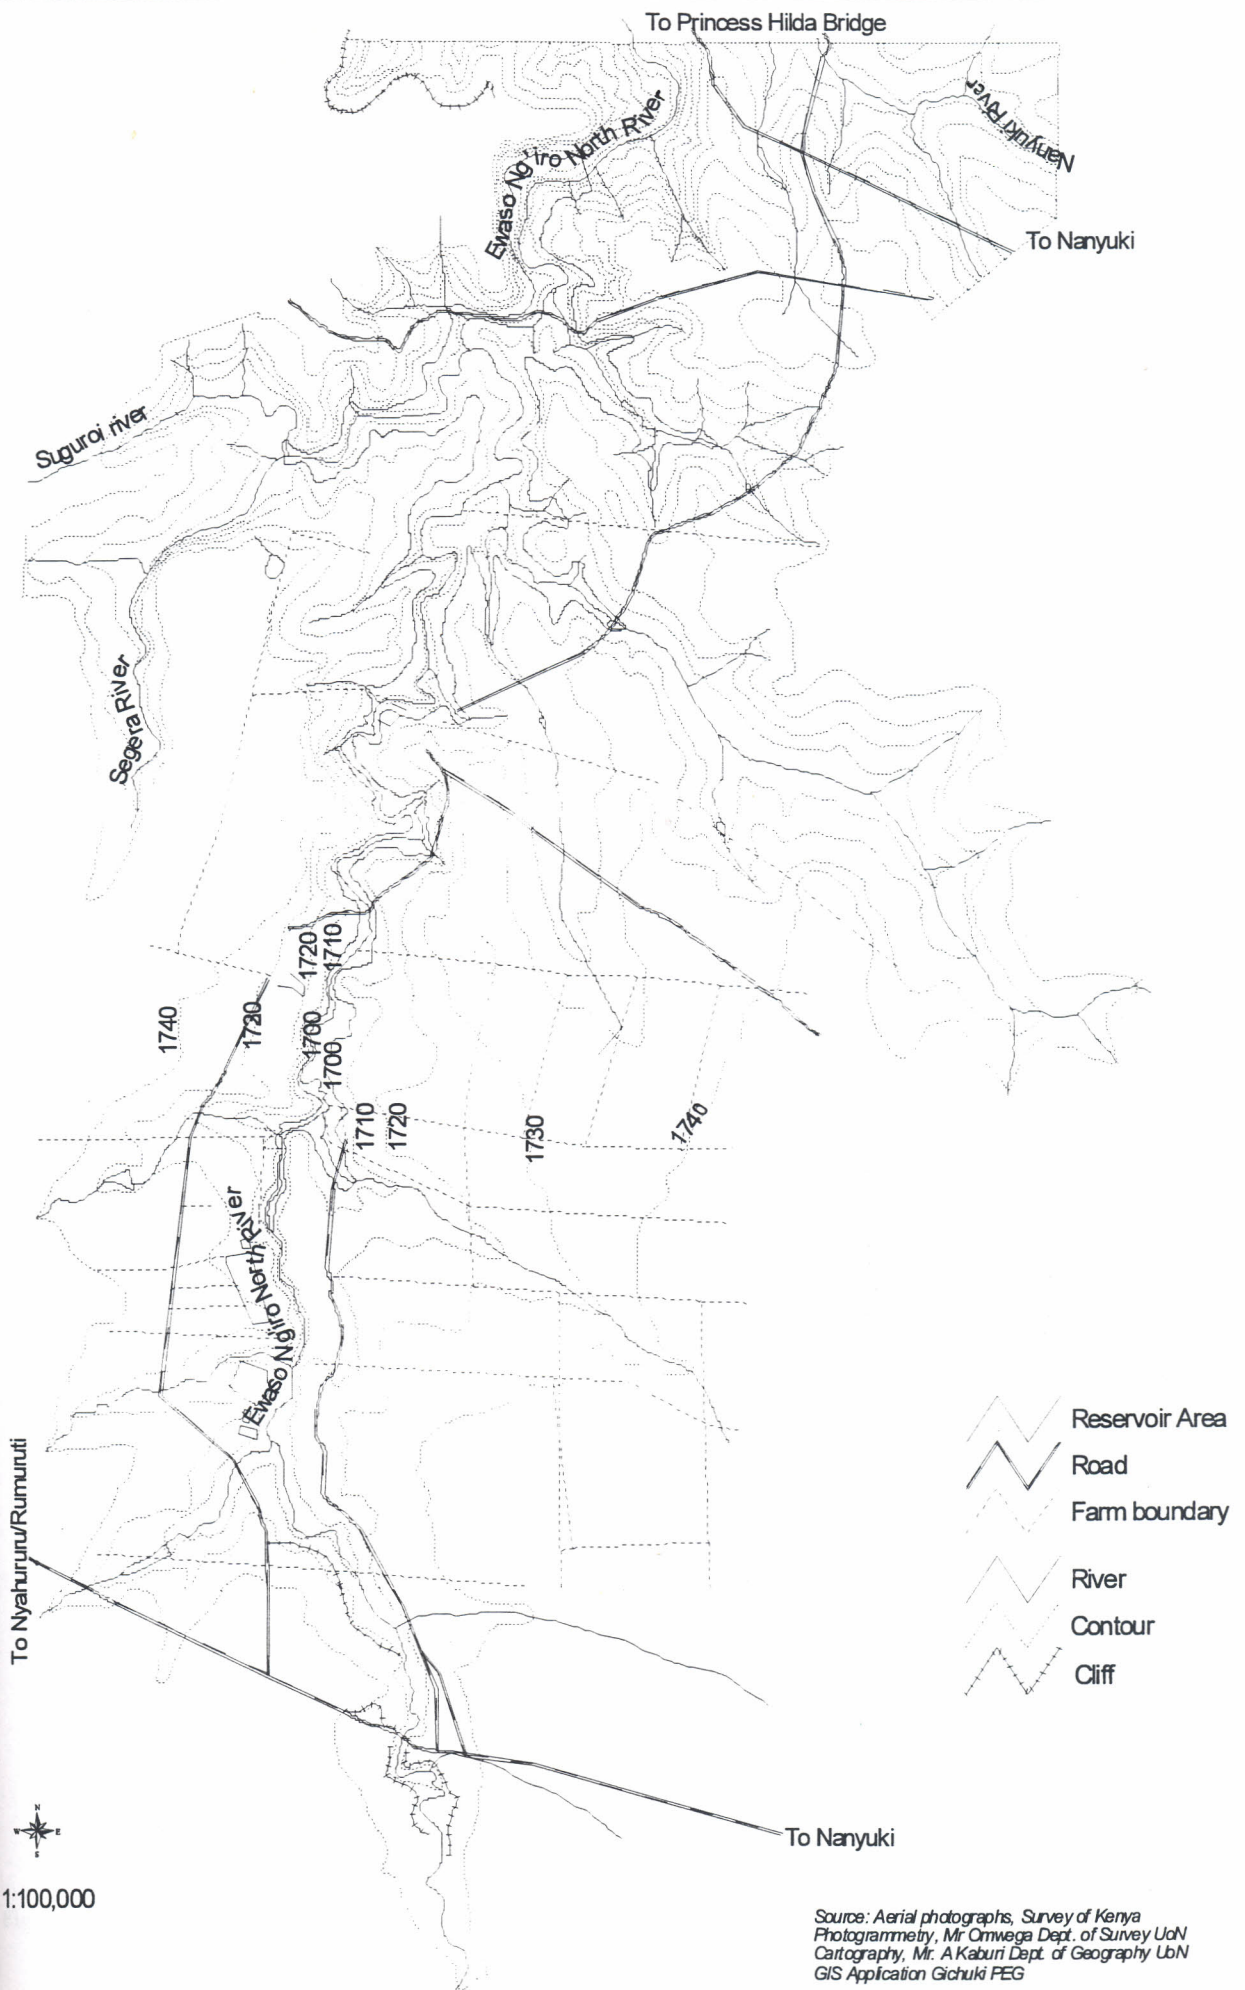 To Princess Hilda Bridge
Nanyuki River
Ewaso Ng'iro North River
To Nanyuki
Suguroi river
Segera River
1720
1710
1740
1700
1700
1710
1720
1730
1740
Ewaso Ngiro North River
To Nyahururu/Rumuruti
Reservoir Area
Road
Farm boundary
River
Contour
Cliff
N
W E
S
To Nanyuki
1:100,000
Source: Aerial photographs, Survey of Kenya
Photogrammetry, Mr Omwega Dept. of Survey UoN
Cartography, Mr. A Kaburi Dept. of Geography UoN
GIS Application Gichuki PEG